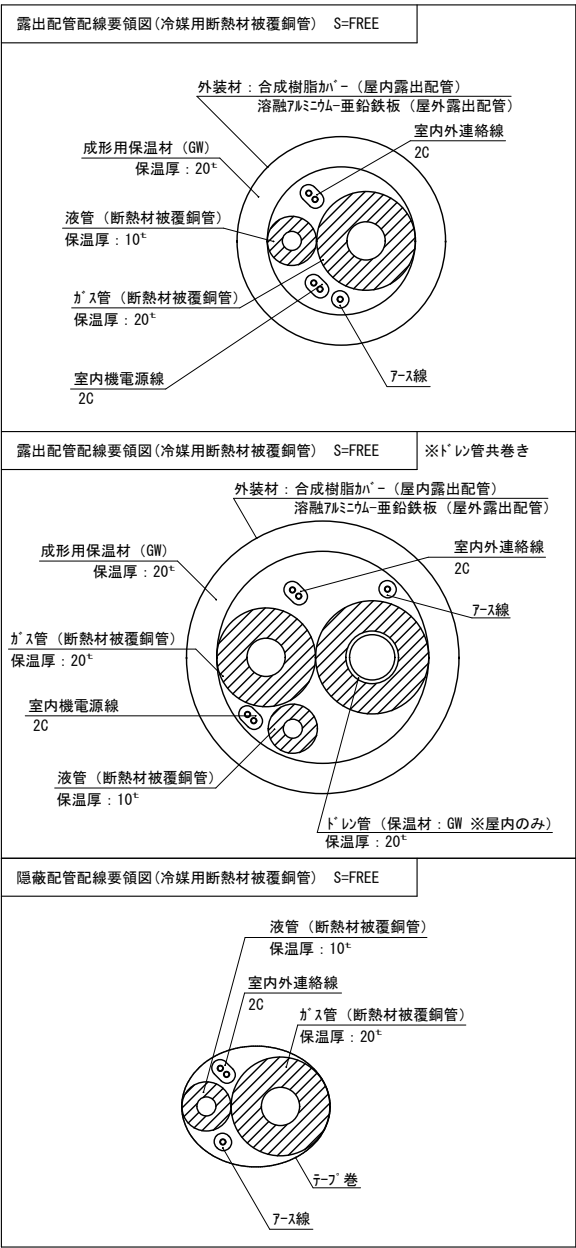 露出配管配線要領図(冷媒用断熱材被覆銅管) S=FREE
外装材：合成樹脂ｶﾊﾞｰ（屋内露出配管）
溶融ｱﾙﾐﾆｳﾑｰ亜鉛鉄板（屋外露出配管）
室内外連絡線
2C
成形用保温材（GW）
保温厚：20ᵗ
液管（断熱材被覆銅管）
保温厚：10ᵗ
ｶﾞｽ管（断熱材被覆銅管）
保温厚：20ᵗ
室内機電源線
2C
ｱｰｽ線
露出配管配線要領図(冷媒用断熱材被覆銅管) S=FREE
※ﾄﾞﾚﾝ管共巻き
外装材：合成樹脂ｶﾊﾞｰ（屋内露出配管）
溶融ｱﾙﾐﾆｳﾑｰ亜鉛鉄板（屋外露出配管）
室内外連絡線
2C
成形用保温材（GW）
保温厚：20ᵗ
ｱｰｽ線
ｶﾞｽ管（断熱材被覆銅管）
保温厚：20ᵗ
室内機電源線
2C
液管（断熱材被覆銅管）
保温厚：10ᵗ
ﾄﾞﾚﾝ管（保温材：GW ※屋内のみ）
保温厚：20ᵗ
隠蔽配管配線要領図(冷媒用断熱材被覆銅管) S=FREE
液管（断熱材被覆銅管）
保温厚：10ᵗ
室内外連絡線
2C
ｶﾞｽ管（断熱材被覆銅管）
保温厚：20ᵗ
ﾃｰﾌﾟ巻
ｱｰｽ線